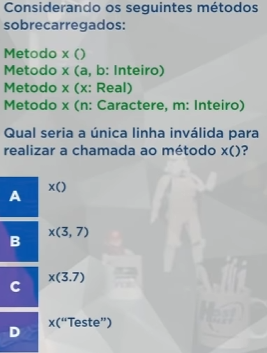 Considerando os seguintes métodos
sobrecarregados:
Metodo x ()
Metodo x (a, b: Inteiro)
Metodo x (x: Real)
Metodo x (n: Caractere, m: Inteiro)
Qual seria a única linha inválida para
realizar a chamada ao método x()?
A x()
B x(3, 7)
C x(3.7)
D x("Teste")